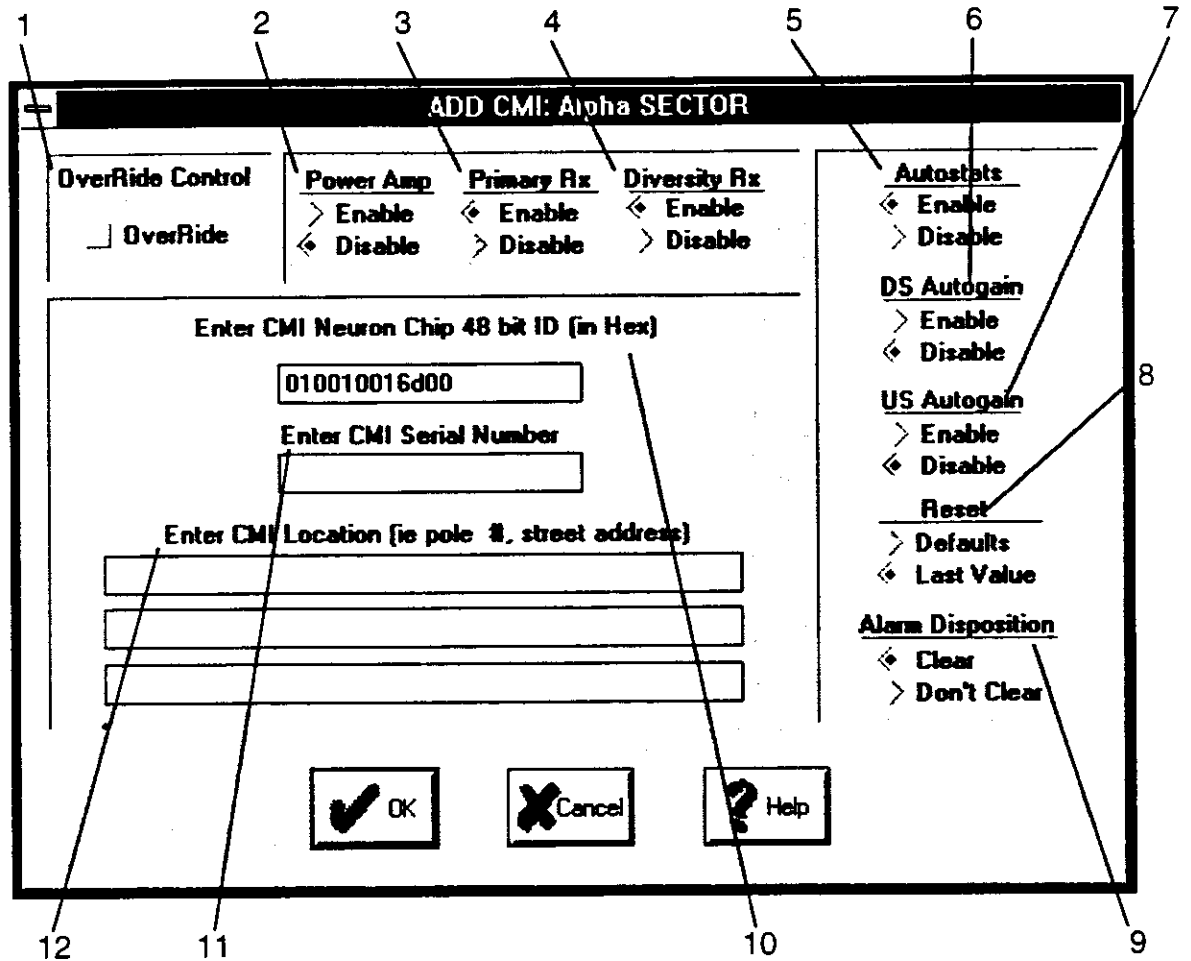 1 2 3 4 5 6 7
ADD CMI: Alpha SECTOR
OverRide Control
OverRide
Power Amp
Enable
Disable
Primary Rx
Enable
Disable
Diversity Rx
Enable
Disable
Autostats
Enable
Disable
DS Autogain
Enable
Disable
US Autogain
Enable
Disable
8
Reset
Defaults
Last Value
Alarm Disposition
Clear
Don't Clear
Enter CMI Neuron Chip 48 bit ID (in Hex)
010010016d00
Enter CMI Serial Number
Enter CMI Location (ie pole #, street address)
OK
Cancel
Help
12 11 10 9